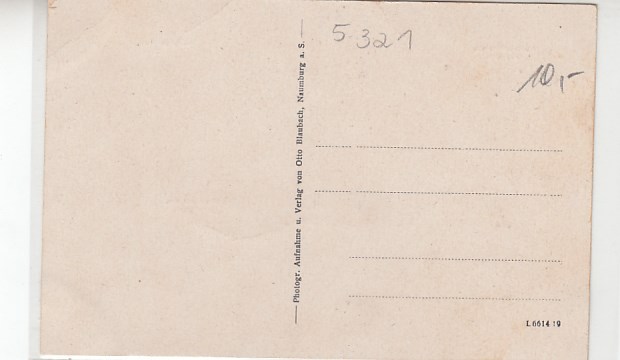 5321
10,-
Photogr. Aufnahme u. Verlag von Otto Blaubach, Naumburg a. S.
L 6614 19